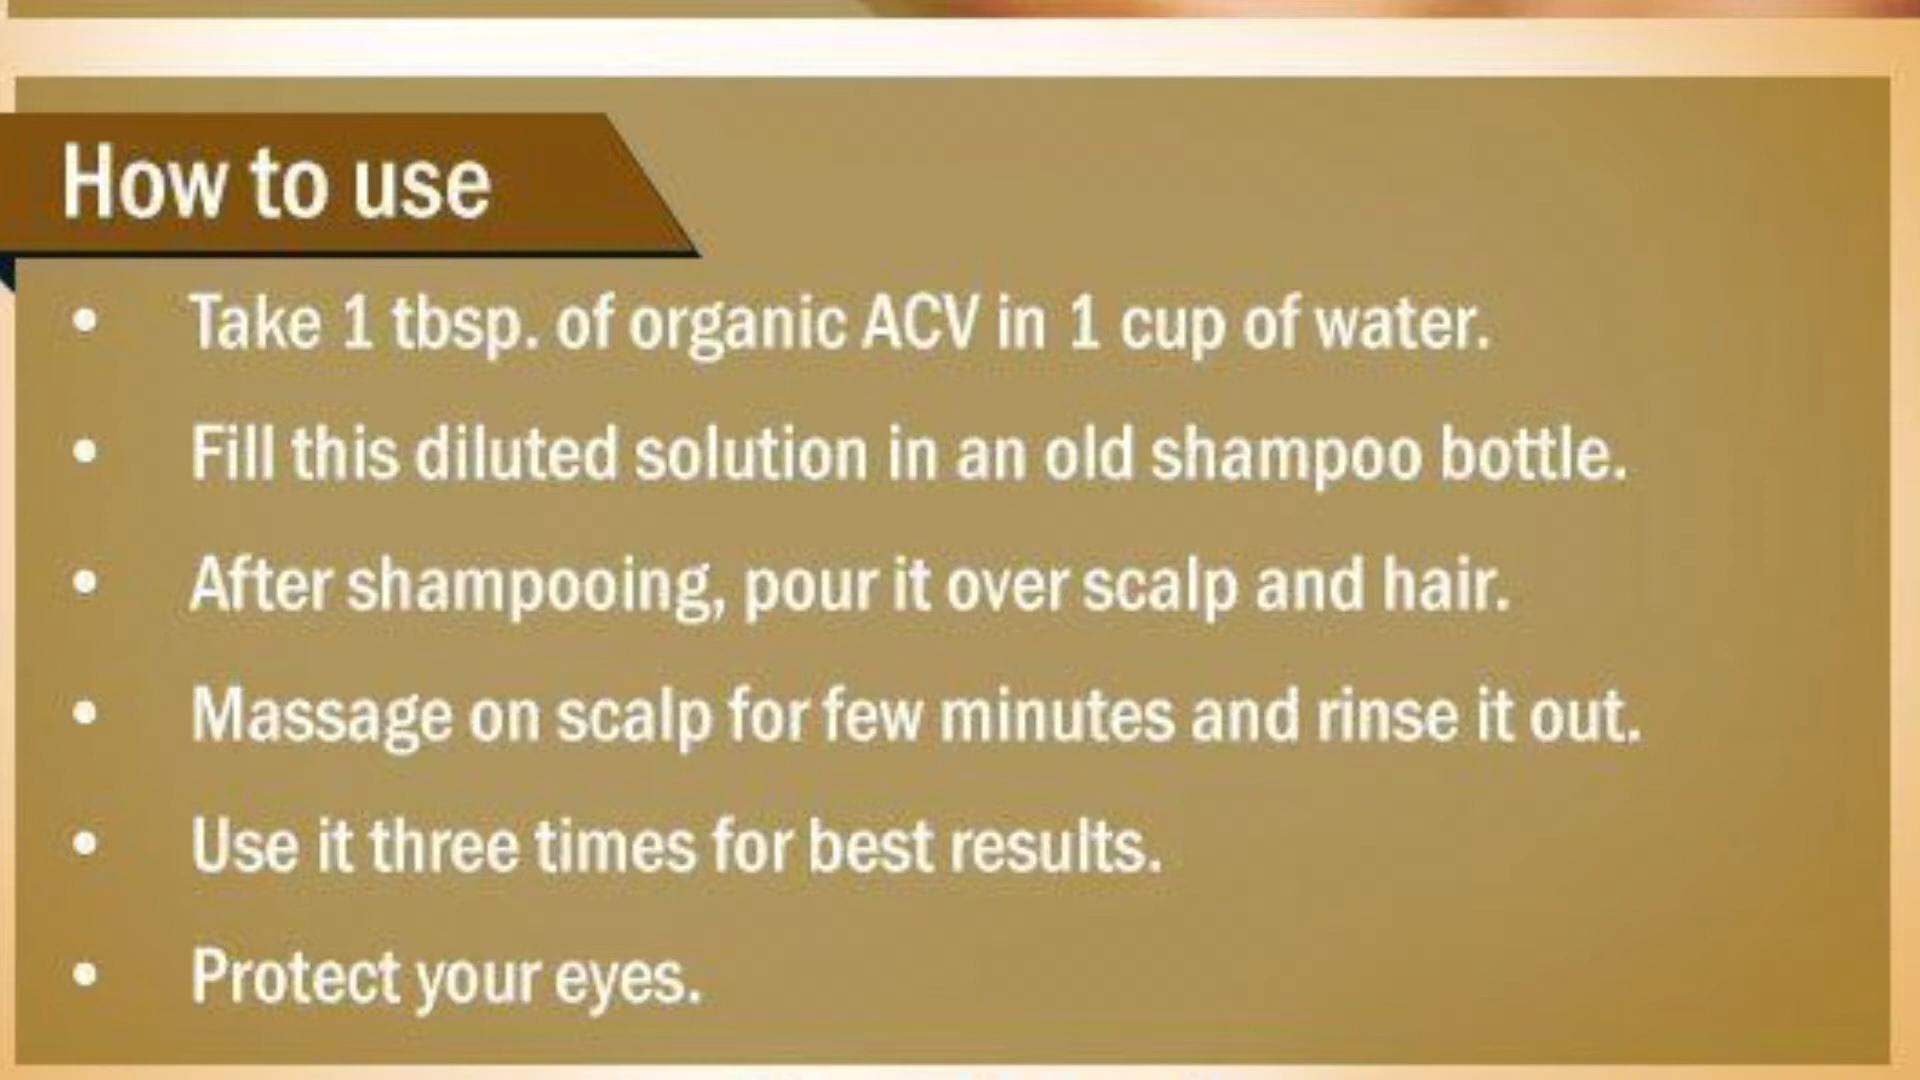 How to use
• Take 1 tbsp. of organic ACV in 1 cup of water.
• Fill this diluted solution in an old shampoo bottle.
• After shampooing, pour it over scalp and hair.
• Massage on scalp for few minutes and rinse it out.
• Use it three times for best results.
• Protect your eyes.